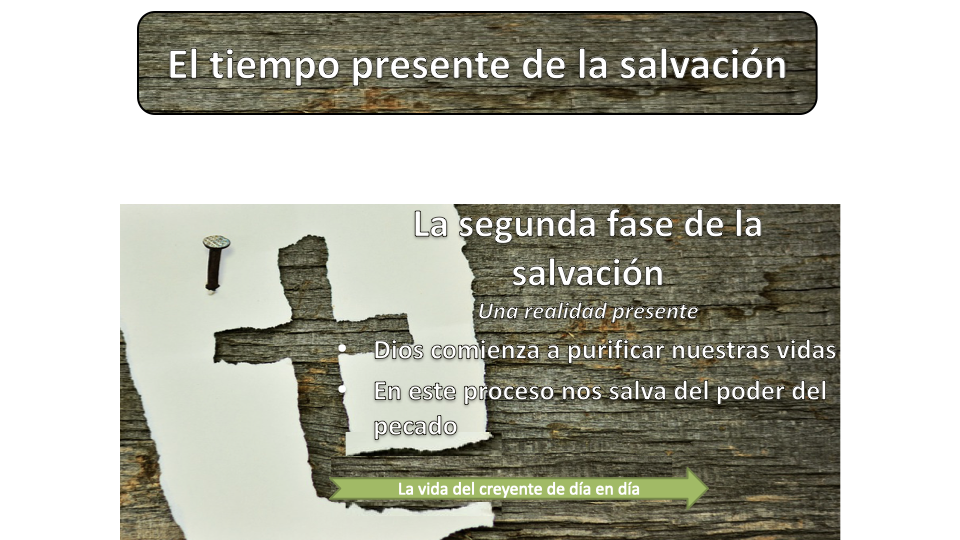 El tiempo presente de la salvación
La segunda fase de la
salvación
Una realidad presente
• Dios comienza a purificar nuestras vidas
• En este proceso nos salva del poder del
pecado
La vida del creyente de día en día